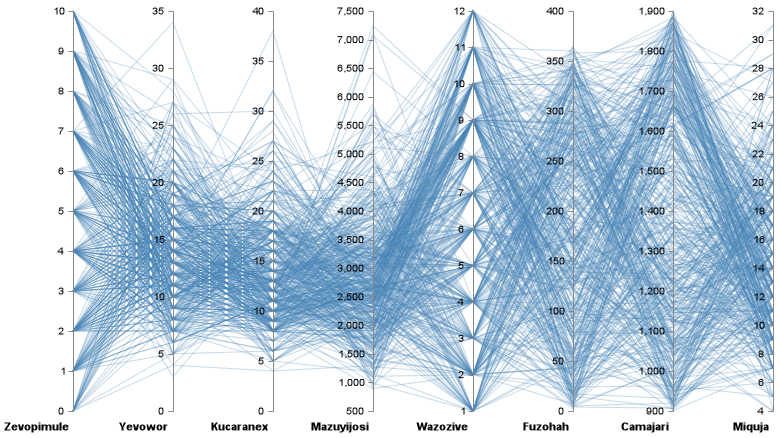 10 35 40 7,500 12 400 1,900 32
9 30 35 7,000 11 350 1,800 30
8 25 30 6,500 10 300 1,700 28
7 20 25 6,000 9 250 1,600 26
6 15 20 5,500 8 200 1,500 24
5 10 15 5,000 7 150 1,400 22
4 5 10 4,500 6 100 1,300 20
3 0 5 4,000 5 50 1,200 18
2 0 3,500 4 0 1,100 16
1 3,000 3 1,000 14
0 2,500 2 900 12
2,000 1 10
1,500 8
1,000 6
500 4
Zevopimule Yevowor Kucaranex Mazuyijosi Wazozive Fuzohah Camajari Miquja